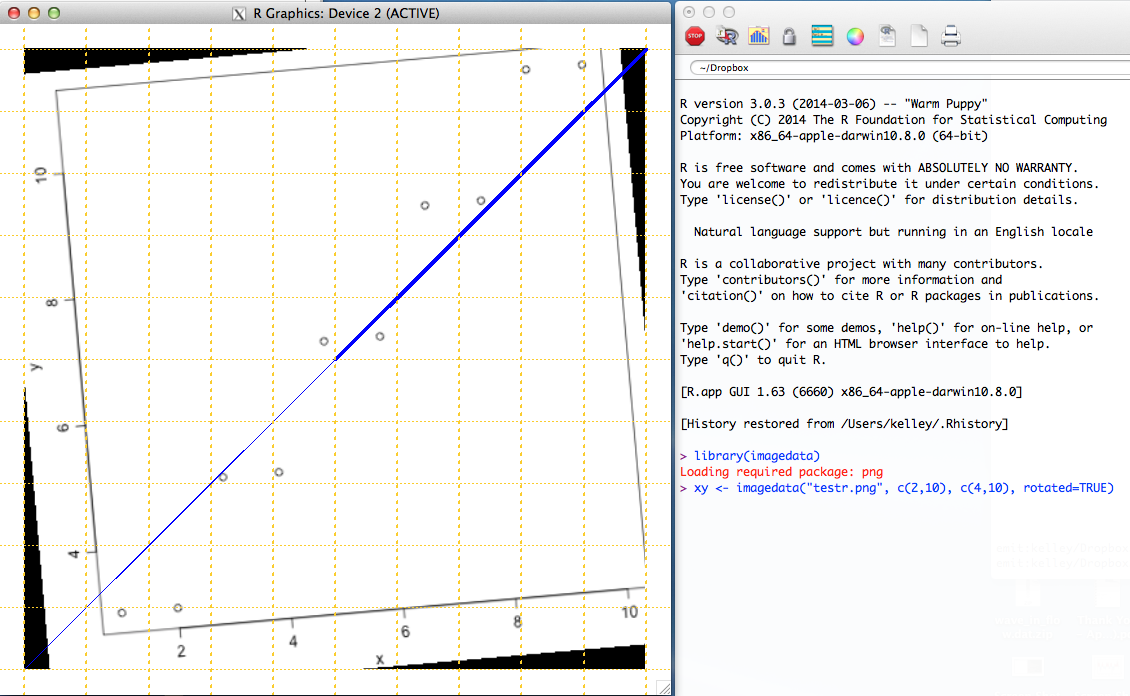 R Graphics: Device 2 (ACTIVE)
10
8
y
6
4
2
4
6
8
10
x
STOP
~/Dropbox
R version 3.0.3 (2014-03-06) -- "Warm Puppy"
Copyright (C) 2014 The R Foundation for Statistical Computing
Platform: x86_64-apple-darwin10.8.0 (64-bit)
R is free software and comes with ABSOLUTELY NO WARRANTY.
You are welcome to redistribute it under certain conditions.
Type 'license()' or 'licence()' for distribution details.
Natural language support but running in an English locale
R is a collaborative project with many contributors.
Type 'contributors()' for more information and
'citation()' on how to cite R or R packages in publications.
Type 'demo()' for some demos, 'help()' for on-line help, or
'help.start()' for an HTML browser interface to help.
Type 'q()' to quit R.
[R.app GUI 1.63 (6660) x86_64-apple-darwin10.8.0]
[History restored from /Users/kelley/.Rhistory]
> library(imagedata)
Loading required package: png
> xy <- imagedata("testr.png", c(2,10), c(4,10), rotated=TRUE)